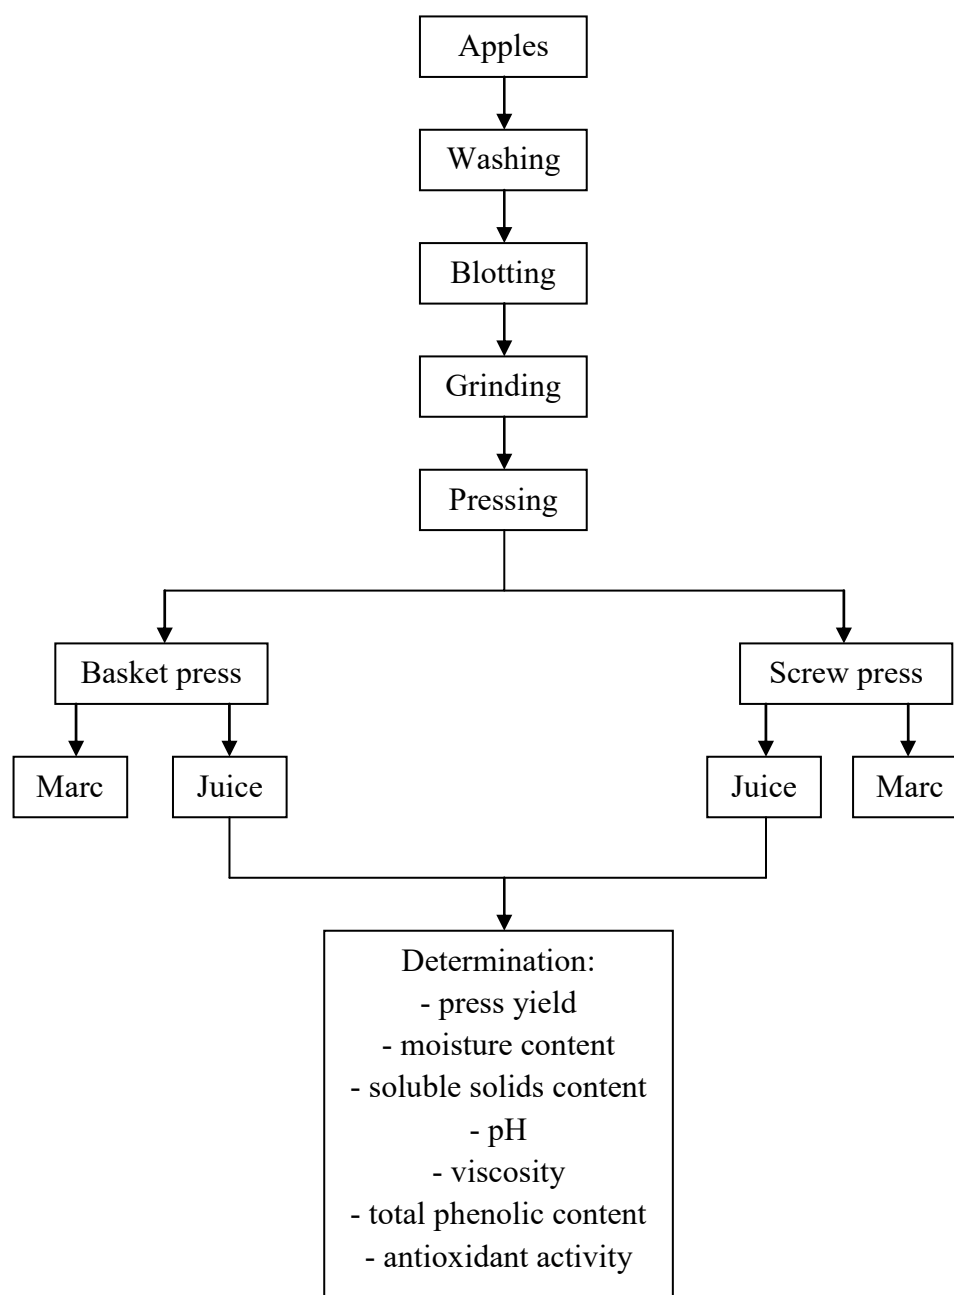 Apples
Washing
Blotting
Grinding
Pressing
Basket press
Screw press
Marc
Juice
Juice
Marc
Determination:
- press yield
- moisture content
- soluble solids content
- pH
- viscosity
- total phenolic content
- antioxidant activity